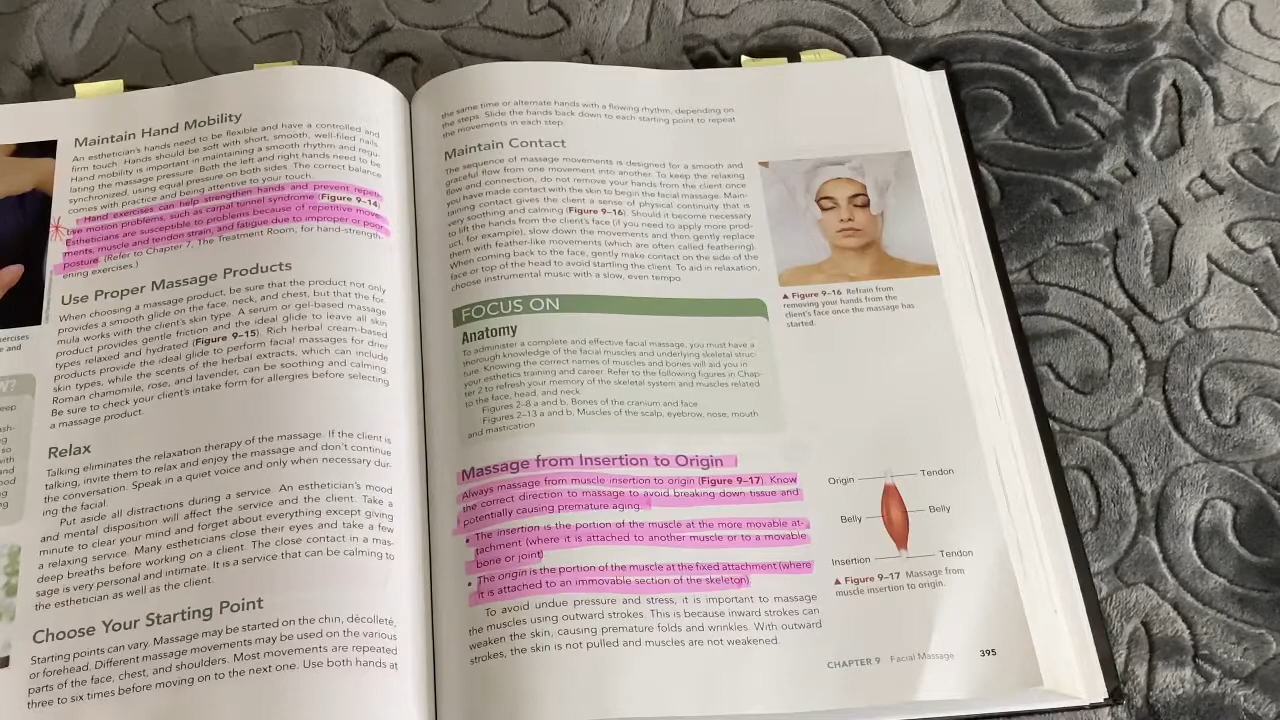 Maintain Hand Mobility
An esthetician's hands need to be flexible and have a controlled and
firm touch. Hands should be soft with short, smooth, well-filed nails.
Hand mobility is important in maintaining a smooth rhythm and regu-
lating the massage pressure. Both the left and right hands need to be
synchronized, using equal pressure on both sides. The correct balance
comes with practice and being attentive to your touch.
Hand exercises can help strengthen hands and prevent repeti-
tive motion problems, such as carpal tunnel syndrome (Figure 9–14).
Estheticians are susceptible to problems because of repetitive move-
ments, muscle and tendon strain, and fatigue due to improper or poor
posture. (Refer to Chapter 7, The Treatment Room, for hand-strength-
ening exercises.)
Use Proper Massage Products
When choosing a massage product, be sure that the product not only
provides a smooth glide on the face, neck, and chest, but that the for-
mula works with the client's skin type. A serum or gel-based massage
product provides gentle friction and the ideal glide to leave all skin
types relaxed and hydrated (Figure 9–15). Rich herbal cream-based
products provide the ideal glide to perform facial massages for drier
skin types, while the scents of the herbal extracts, which can include
Roman chamomile, rose, and lavender, can be soothing and calming.
Be sure to check your client's intake form for allergies before selecting
a massage product.
Relax
Talking eliminates the relaxation therapy of the massage. If the client is
talking, invite them to relax and enjoy the massage and don't continue
the conversation. Speak in a quiet voice and only when necessary dur-
ing the facial.
Put aside all distractions during a service. An esthetician's mood
and mental disposition will affect the service and the client. Take a
minute to clear your mind and forget about everything except giving
a relaxing service. Many estheticians close their eyes and take a few
deep breaths before working on a client. The close contact in a mas-
sage is very personal and intimate. It is a service that can be calming to
the esthetician as well as the client.
Choose Your Starting Point
Starting points can vary. Massage may be started on the chin, décolleté,
or forehead. Different massage movements may be used on the various
parts of the face, chest, and shoulders. Most movements are repeated
three to six times before moving on to the next one. Use both hands at
the same time or alternate hands with a flowing rhythm, depending on
the steps. Slide the hands back down to each starting point to repeat
the movements in each step.
Maintain Contact
The sequence of massage movements is designed for a smooth and
graceful flow from one movement into another. To keep the relaxing
flow and connection, do not remove your hands from the client once
you have made contact with the skin to begin the facial massage. Main-
taining contact gives the client a sense of physical continuity that is
very soothing and calming (Figure 9–16). Should it become necessary
to lift the hands from the client's face (if you need to apply more prod-
uct, for example), slow down the movements and then gently replace
them with feather-like movements (which are often called feathering).
When coming back to the face, gently make contact on the side of the
face or top of the head to avoid startling the client. To aid in relaxation,
choose instrumental music with a slow, even tempo.
▲ Figure 9–16 Refrain from
removing your hands from the
client's face once the massage has
started.
FOCUS ON
Anatomy
To administer a complete and effective facial massage, you must have a
thorough knowledge of the facial muscles and underlying skeletal struc-
ture. Knowing the correct names of muscles and bones will aid you in
your esthetics training and career. Refer to the following figures in Chap-
ter 2 to refresh your memory of the skeletal system and muscles related
to the face, head, and neck.
Figures 2–8 a and b, Bones of the cranium and face
Figures 2–13 a and b, Muscles of the scalp, eyebrow, nose, mouth
and mastication
Massage from Insertion to Origin
Always massage from muscle insertion to origin (Figure 9–17). Know
the correct direction to massage to avoid breaking down tissue and
potentially causing premature aging.
• The insertion is the portion of the muscle at the more movable at-
tachment (where it is attached to another muscle or to a movable
bone or joint).
• The origin is the portion of the muscle at the fixed attachment (where
it is attached to an immovable section of the skeleton).
To avoid undue pressure and stress, it is important to massage
the muscles using outward strokes. This is because inward strokes can
weaken the skin, causing premature folds and wrinkles. With outward
strokes, the skin is not pulled and muscles are not weakened.
Origin
Tendon
Belly
Belly
Insertion
Tendon
▲ Figure 9–17 Massage from
muscle insertion to origin.
CHAPTER 9 Facial Massage 395